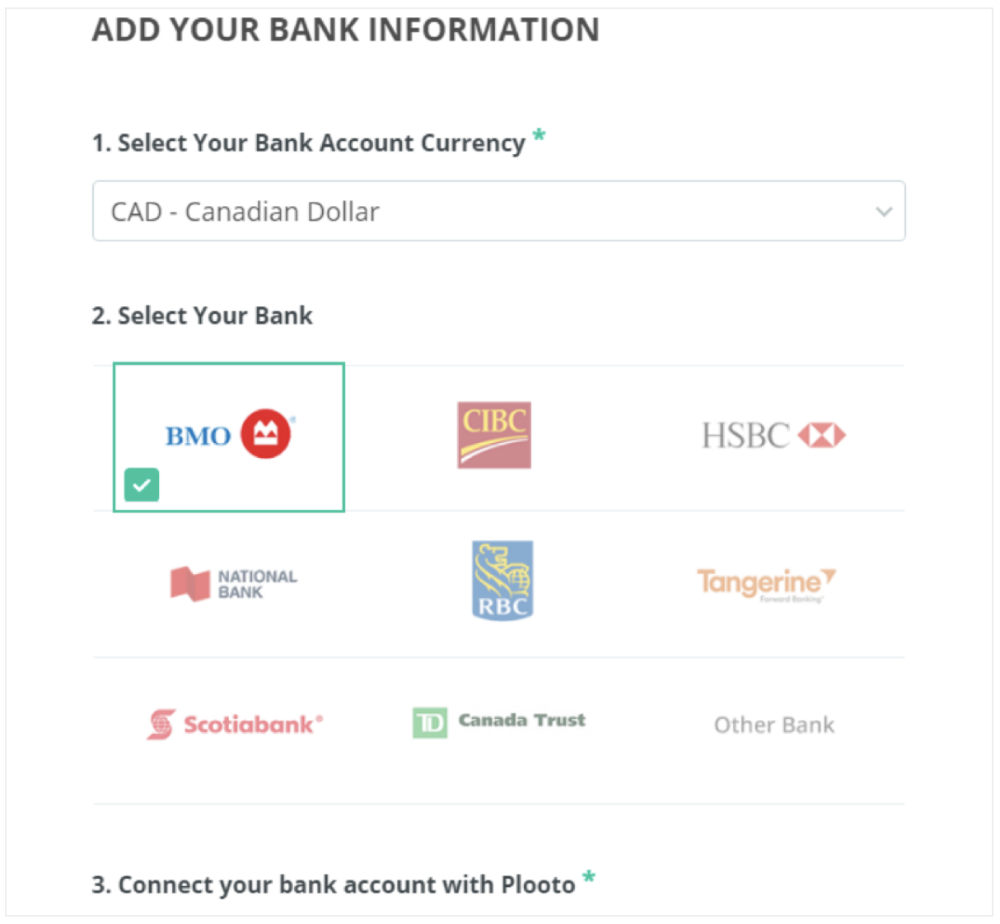 ADD YOUR BANK INFORMATION
1. Select Your Bank Account Currency *
CAD - Canadian Dollar
2. Select Your Bank
BMO ®
CIBC
HSBC
NATIONAL
BANK
RBC
Tangerine
Forward Banking
Scotiabank®
TD Canada Trust
Other Bank
3. Connect your bank account with Plooto *